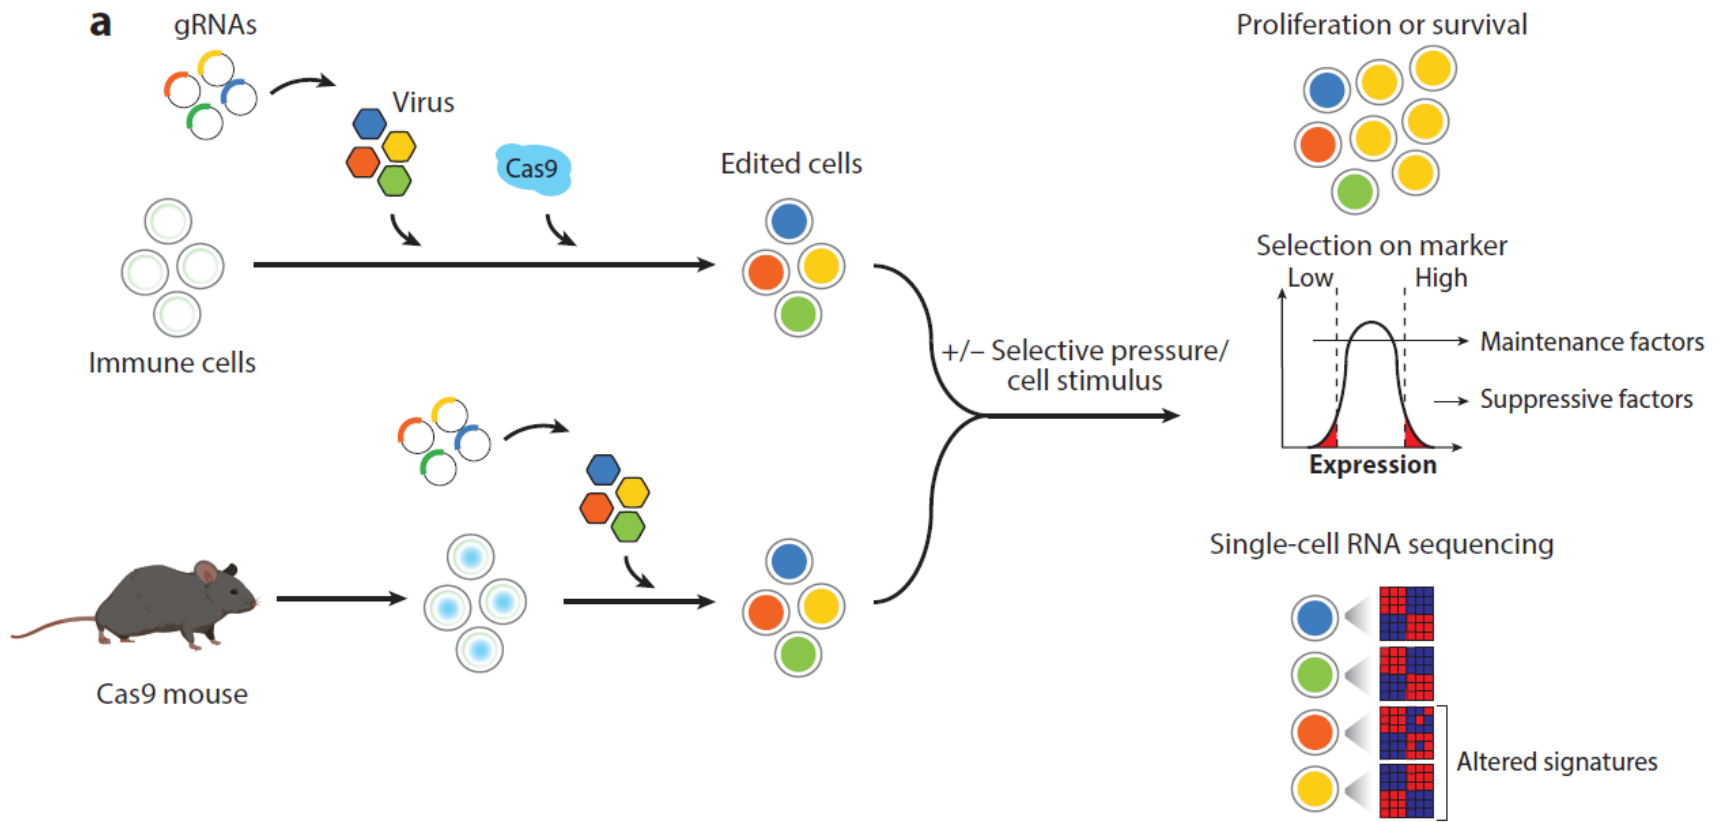 a
gRNAs
Virus
Cas9
Edited cells
Immune cells
+/– Selective pressure/
cell stimulus
Cas9 mouse
Proliferation or survival
Selection on marker
Low
High
Maintenance factors
Suppressive factors
Expression
Single-cell RNA sequencing
Altered signatures